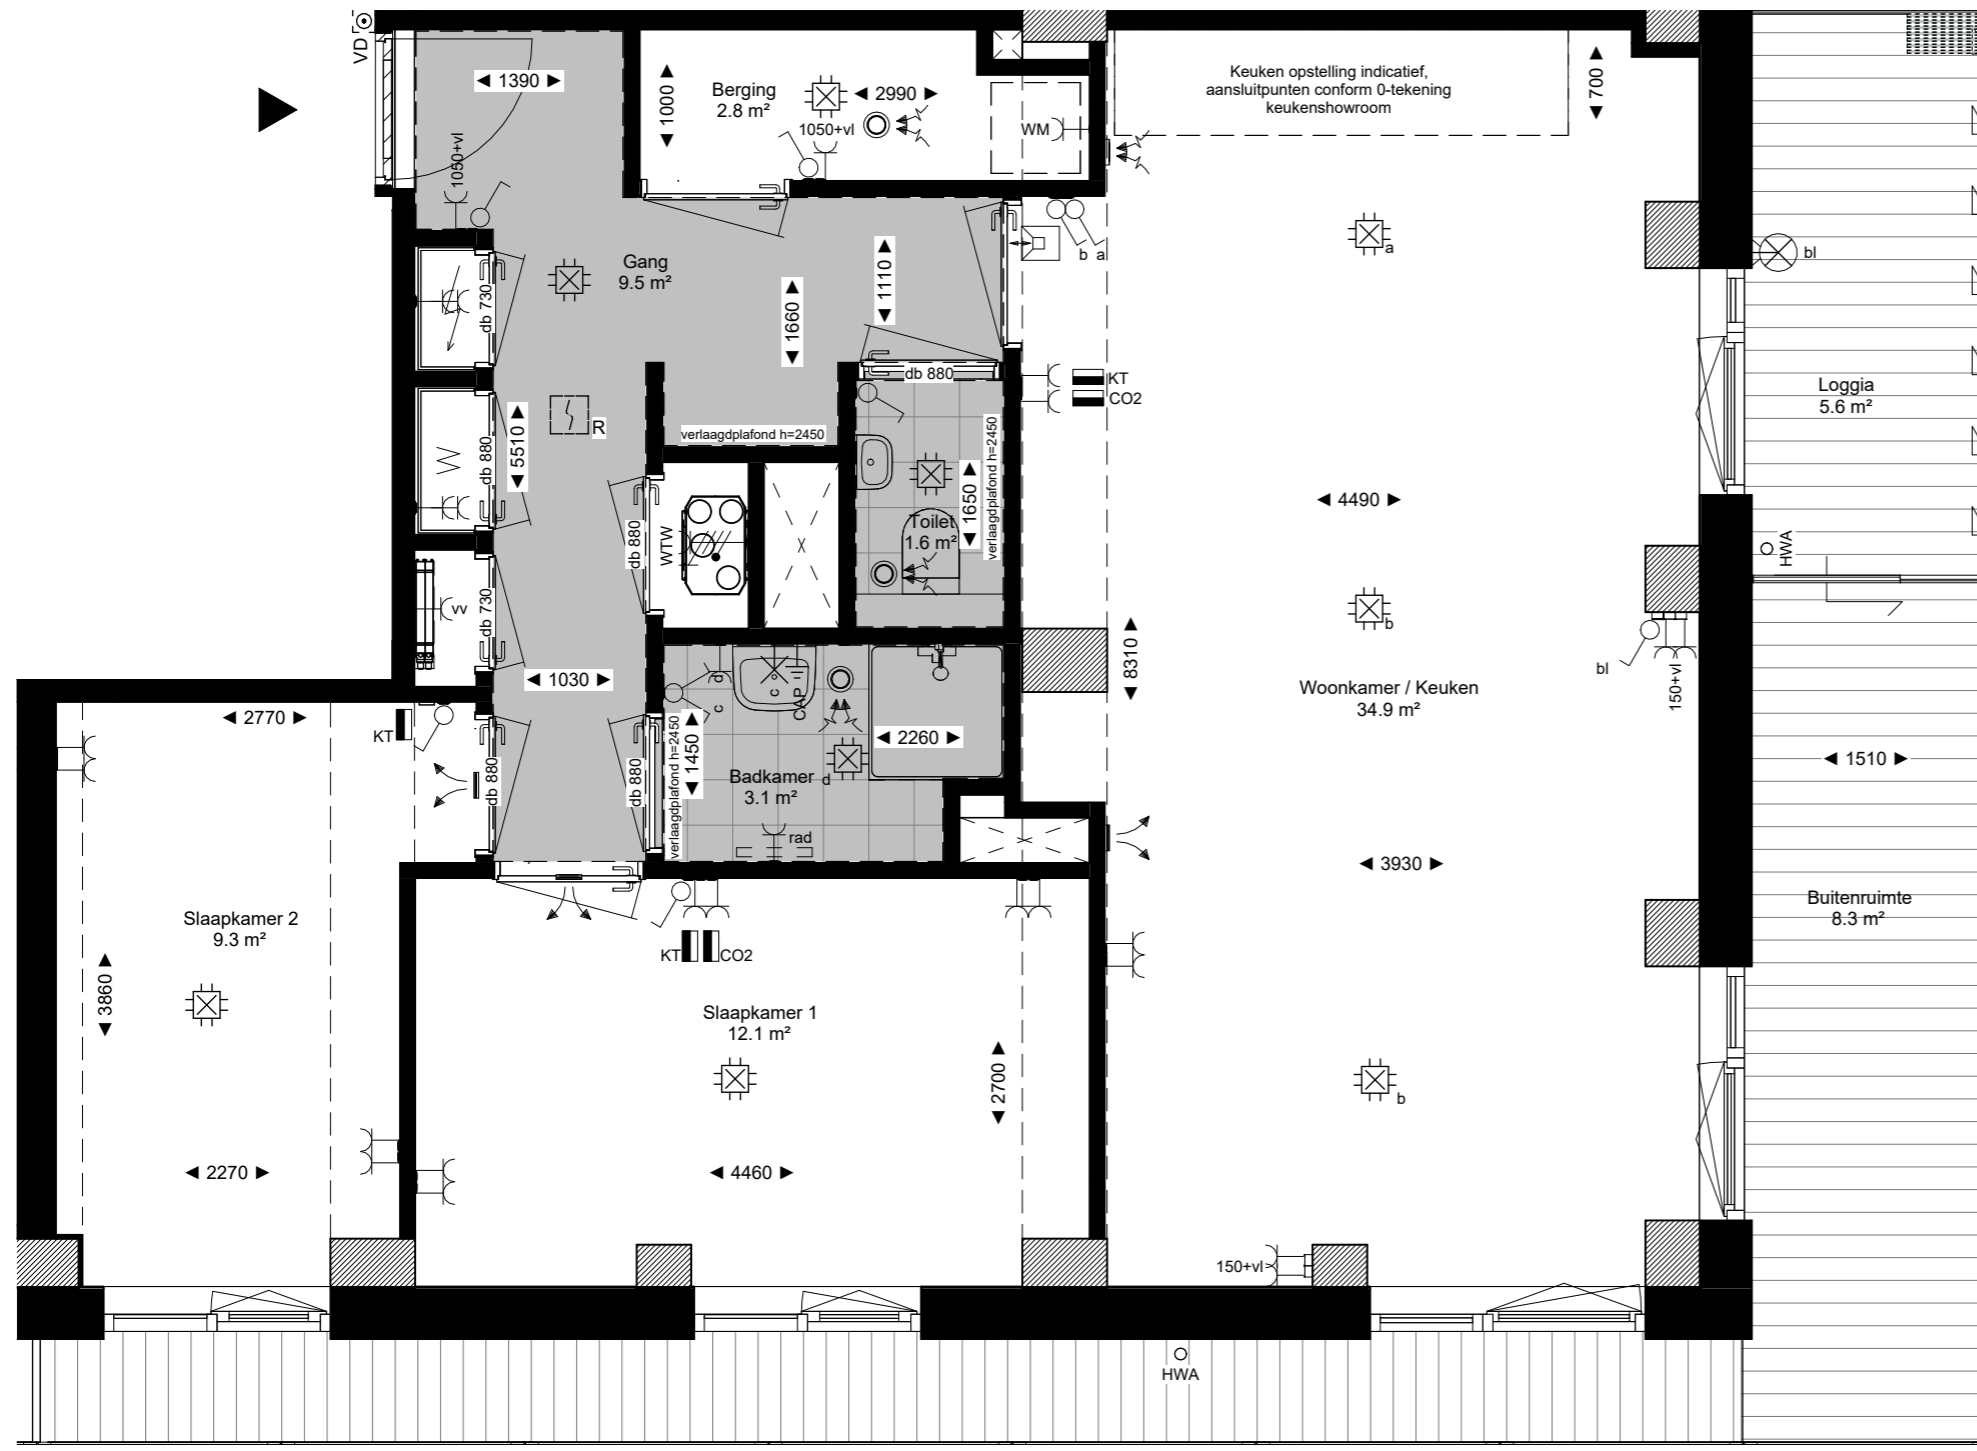 VD
1390
1000
Berging
2.8 m²
2990
1050+vl
WM
Keuken opstelling indicatief,
aansluitpunten conform 0-tekening
keukenshowroom
700
1050+vl
Gang
9.5 m²
1110
1660
b a
a
bl
db 730
db 880
KT
CO2
Loggia
5.6 m²
R
5510
db 880
verlaagdplafond h=2450
verlaagdplafond h=2450
W
4490
1650
Toilet
1.6 m²
WTW
db 880
HWA
vv
db 730
b
8310
bl
150+vl
1030
d
c
c
CAP
Woonkamer / Keuken
34.9 m²
2770
KT
2260
1450
verlaagdplafond h=2450
db 880
db 880
Badkamer
3.1 m²
d
1510
rad
3930
Slaapkamer 2
9.3 m²
KT
CO2
Buitenruimte
8.3 m²
3860
Slaapkamer 1
12.1 m²
2700
b
2270
4460
150+vl
HWA